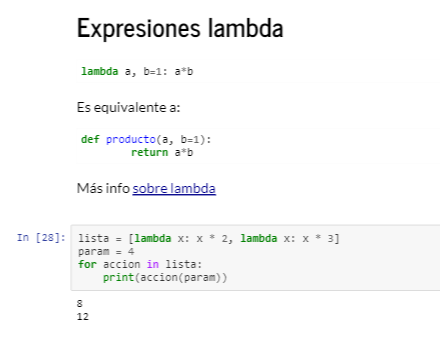 Expresiones lambda
lambda a, b=1: a*b
Es equivalente a:
def producto(a, b=1):
        return a*b
Más info sobre lambda
In [28]: lista = [lambda x: x * 2, lambda x: x * 3]
param = 4
for accion in lista:
    print(accion(param))
8
12